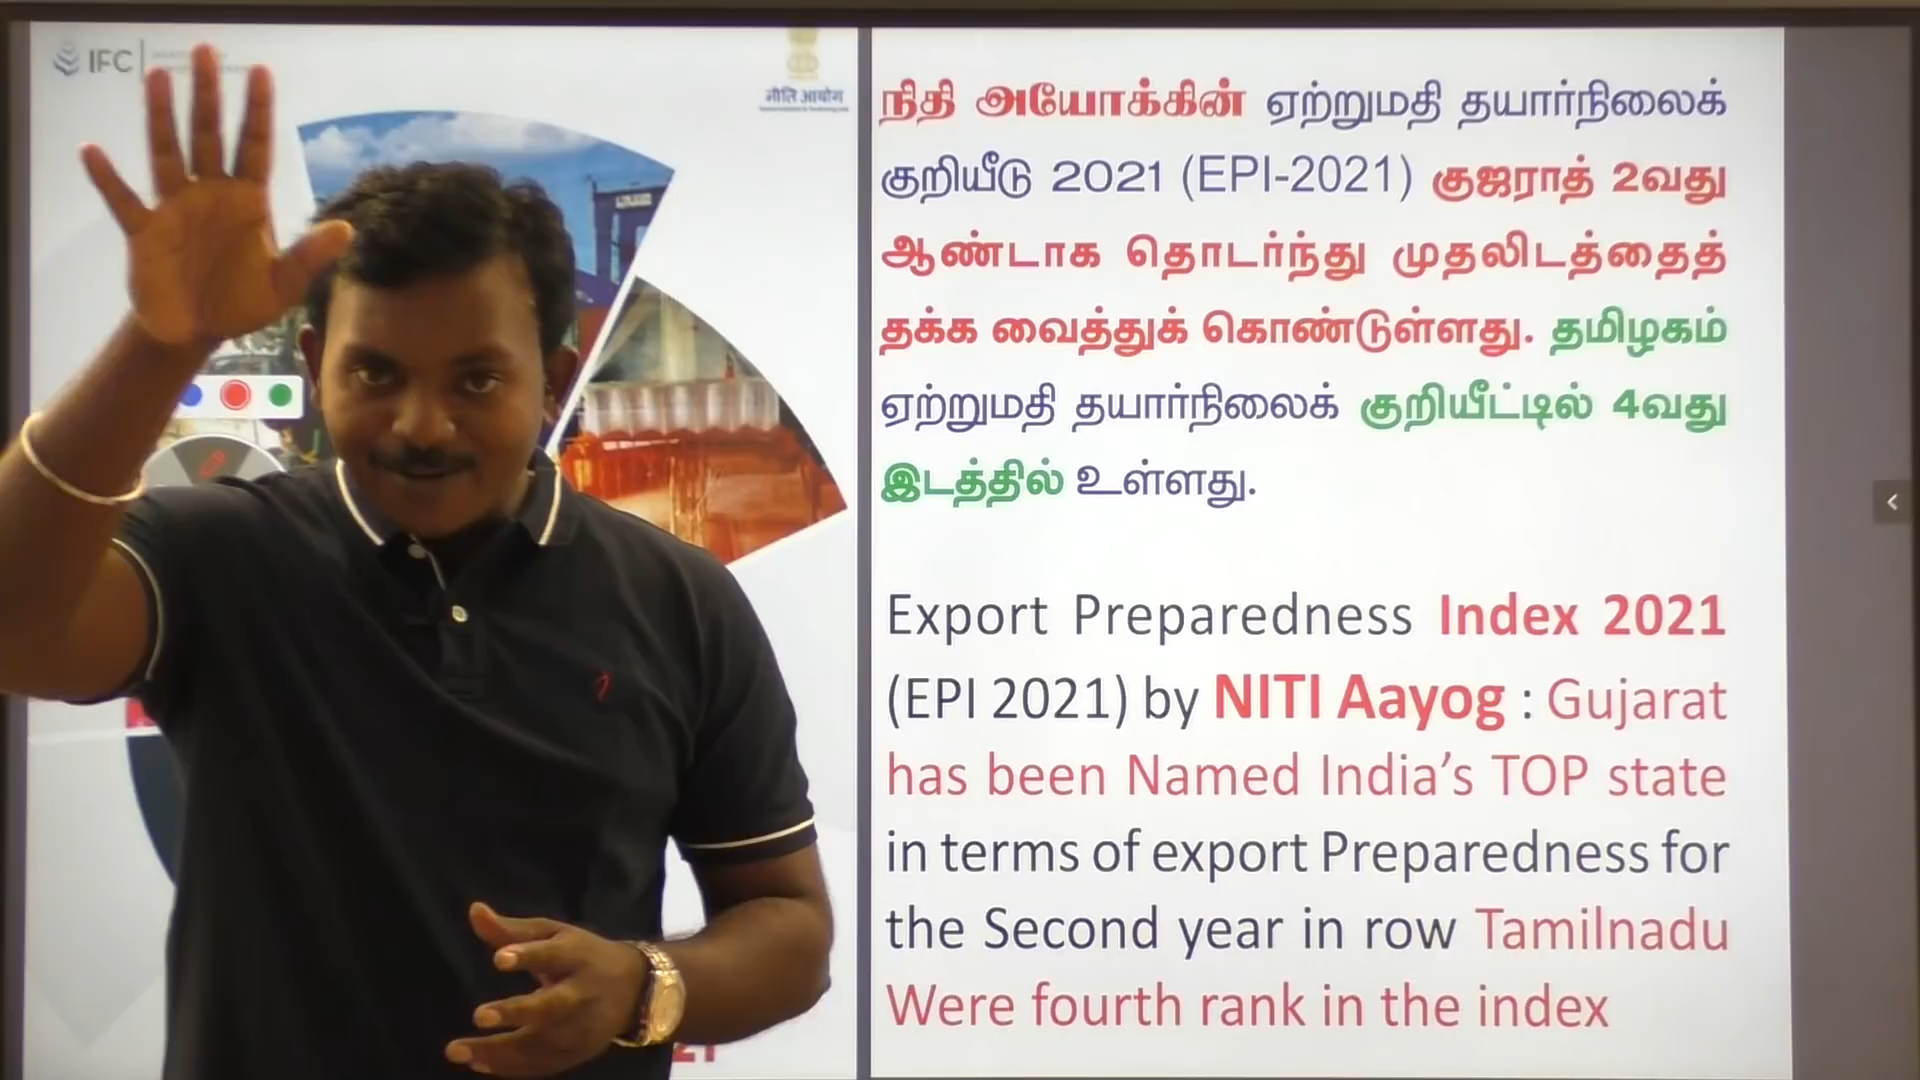 IFC
नीति आयोग
நிதி அயோக்கின் ஏற்றுமதி தயார்நிலைக்
குறியீடு 2021 (EPI-2021) குஜராத் 2வது
ஆண்டாக தொடர்ந்து முதலிடத்தைத்
தக்க வைத்துக் கொண்டுள்ளது. தமிழகம்
ஏற்றுமதி தயார்நிலைக் குறியீட்டில் 4வது
இடத்தில் உள்ளது.
Export Preparedness Index 2021
(EPI 2021) by NITI Aayog : Gujarat
has been Named India's TOP state
in terms of export Preparedness for
the Second year in row Tamilnadu
Were fourth rank in the index